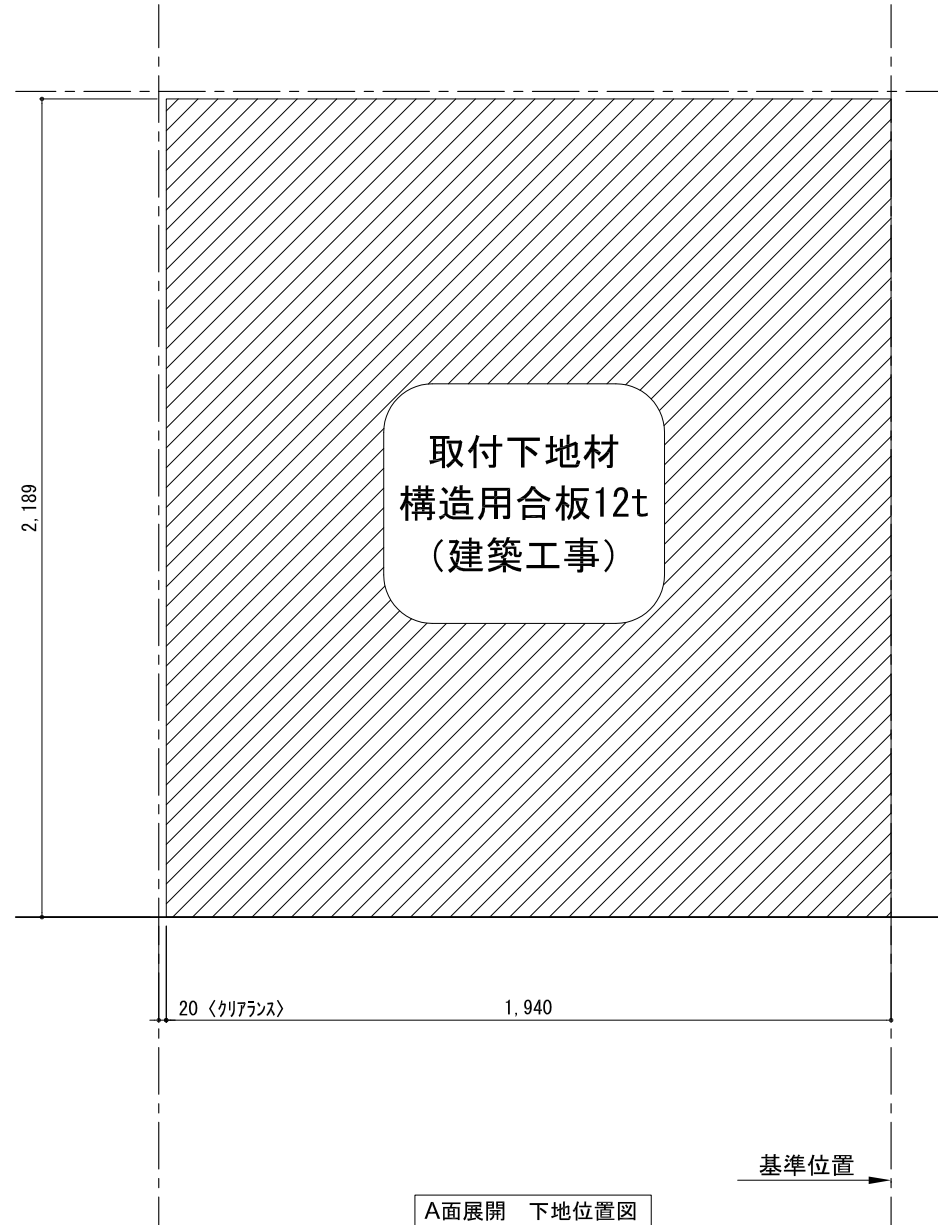 取付下地材
構造用合板12t
（建築工事）
2,189
20 〈クリアランス〉
1,940
基準位置
A面展開　下地位置図